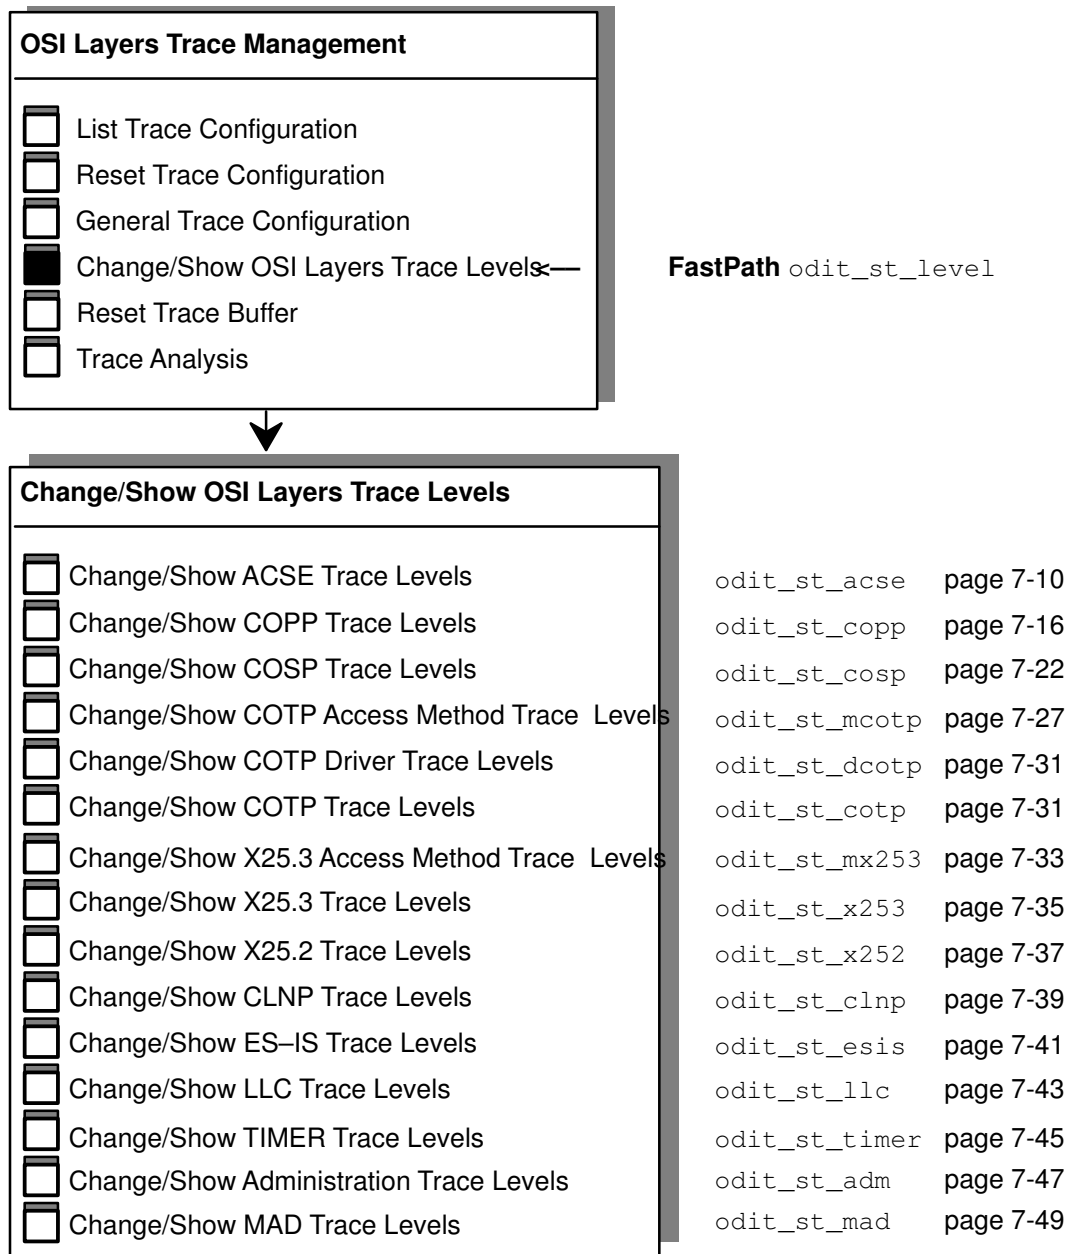 OSI Layers Trace Management
List Trace Configuration
Reset Trace Configuration
General Trace Configuration
Change/Show OSI Layers Trace Levels<–– FastPath odit_st_level
Reset Trace Buffer
Trace Analysis
Change/Show OSI Layers Trace Levels
Change/Show ACSE Trace Levels odit_st_acse page 7-10
Change/Show COPP Trace Levels odit_st_copp page 7-16
Change/Show COSP Trace Levels odit_st_cosp page 7-22
Change/Show COTP Access Method Trace Levels odit_st_mcotp page 7-27
Change/Show COTP Driver Trace Levels odit_st_dcotp page 7-31
Change/Show COTP Trace Levels odit_st_cotp page 7-31
Change/Show X25.3 Access Method Trace Levels odit_st_mx253 page 7-33
Change/Show X25.3 Trace Levels odit_st_x253 page 7-35
Change/Show X25.2 Trace Levels odit_st_x252 page 7-37
Change/Show CLNP Trace Levels odit_st_clnp page 7-39
Change/Show ES–IS Trace Levels odit_st_esis page 7-41
Change/Show LLC Trace Levels odit_st_llc page 7-43
Change/Show TIMER Trace Levels odit_st_timer page 7-45
Change/Show Administration Trace Levels odit_st_adm page 7-47
Change/Show MAD Trace Levels odit_st_mad page 7-49